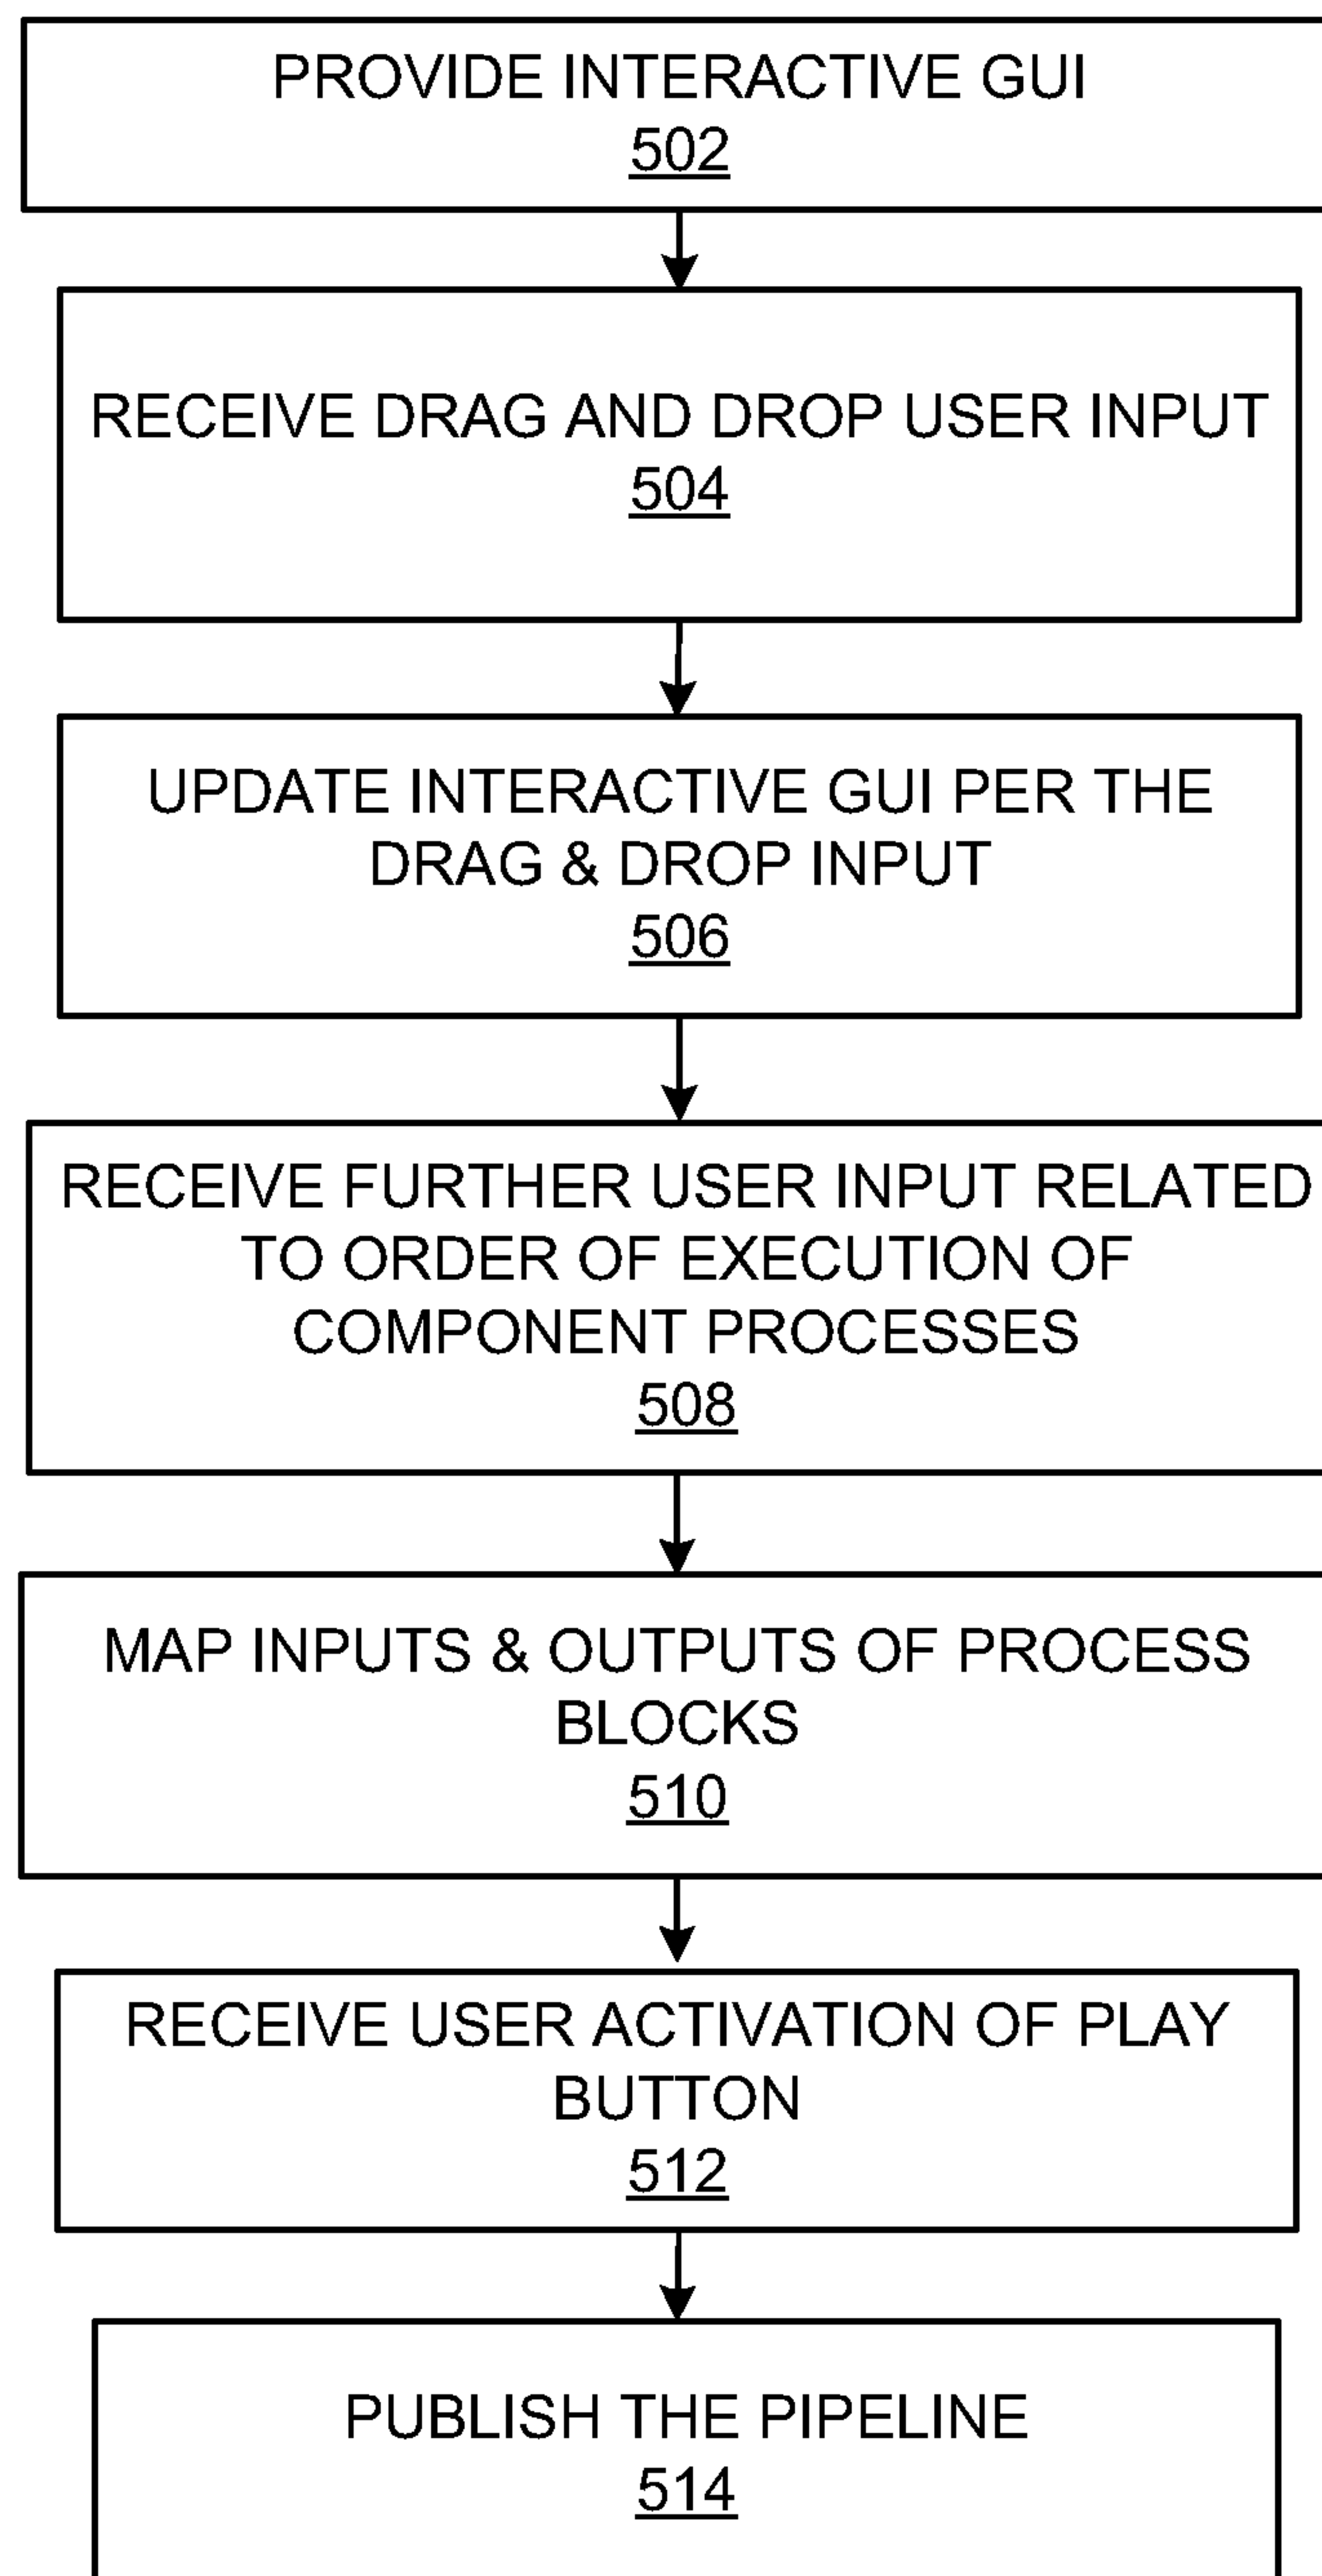 PROVIDE INTERACTIVE GUI
502
RECEIVE DRAG AND DROP USER INPUT
504
UPDATE INTERACTIVE GUI PER THE
DRAG & DROP INPUT
506
RECEIVE FURTHER USER INPUT RELATED
TO ORDER OF EXECUTION OF
COMPONENT PROCESSES
508
MAP INPUTS & OUTPUTS OF PROCESS
BLOCKS
510
RECEIVE USER ACTIVATION OF PLAY
BUTTON
512
PUBLISH THE PIPELINE
514